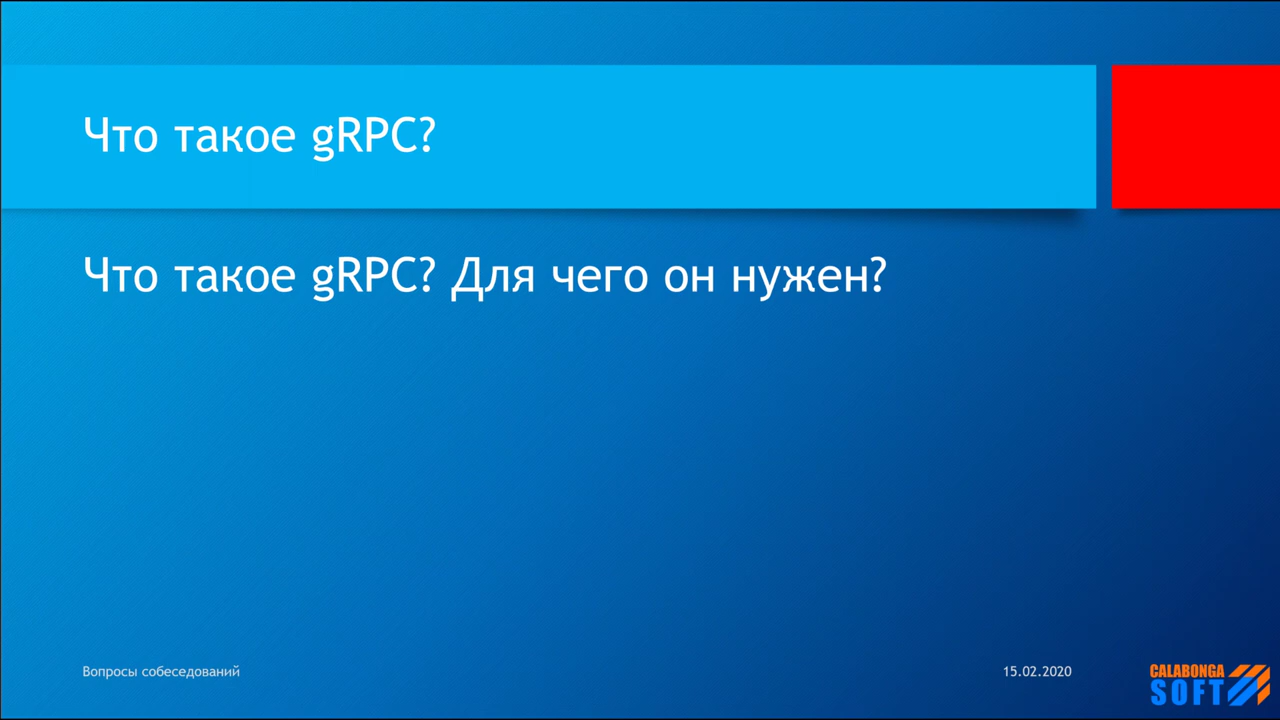 Что такое gRPC?
Что такое gRPC? Для чего он нужен?
Вопросы собеседований
15.02.2020
CALABONGA
SOFT